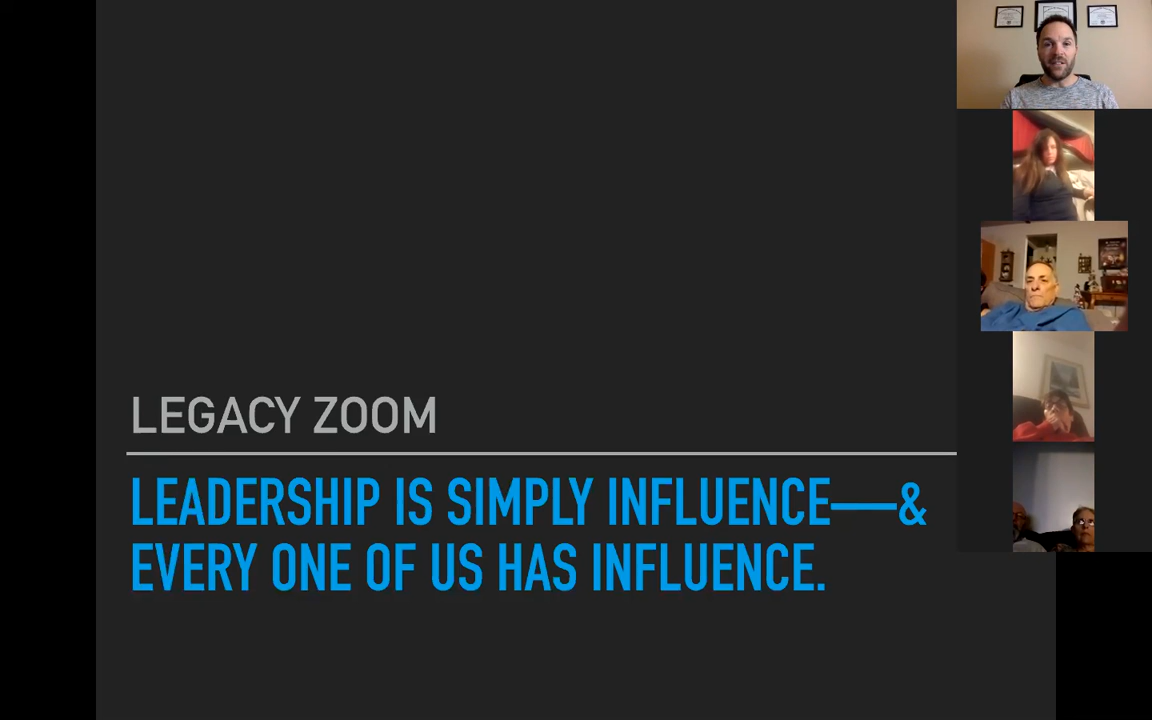 LEGACY ZOOM
LEADERSHIP IS SIMPLY INFLUENCE—&
EVERY ONE OF US HAS INFLUENCE.